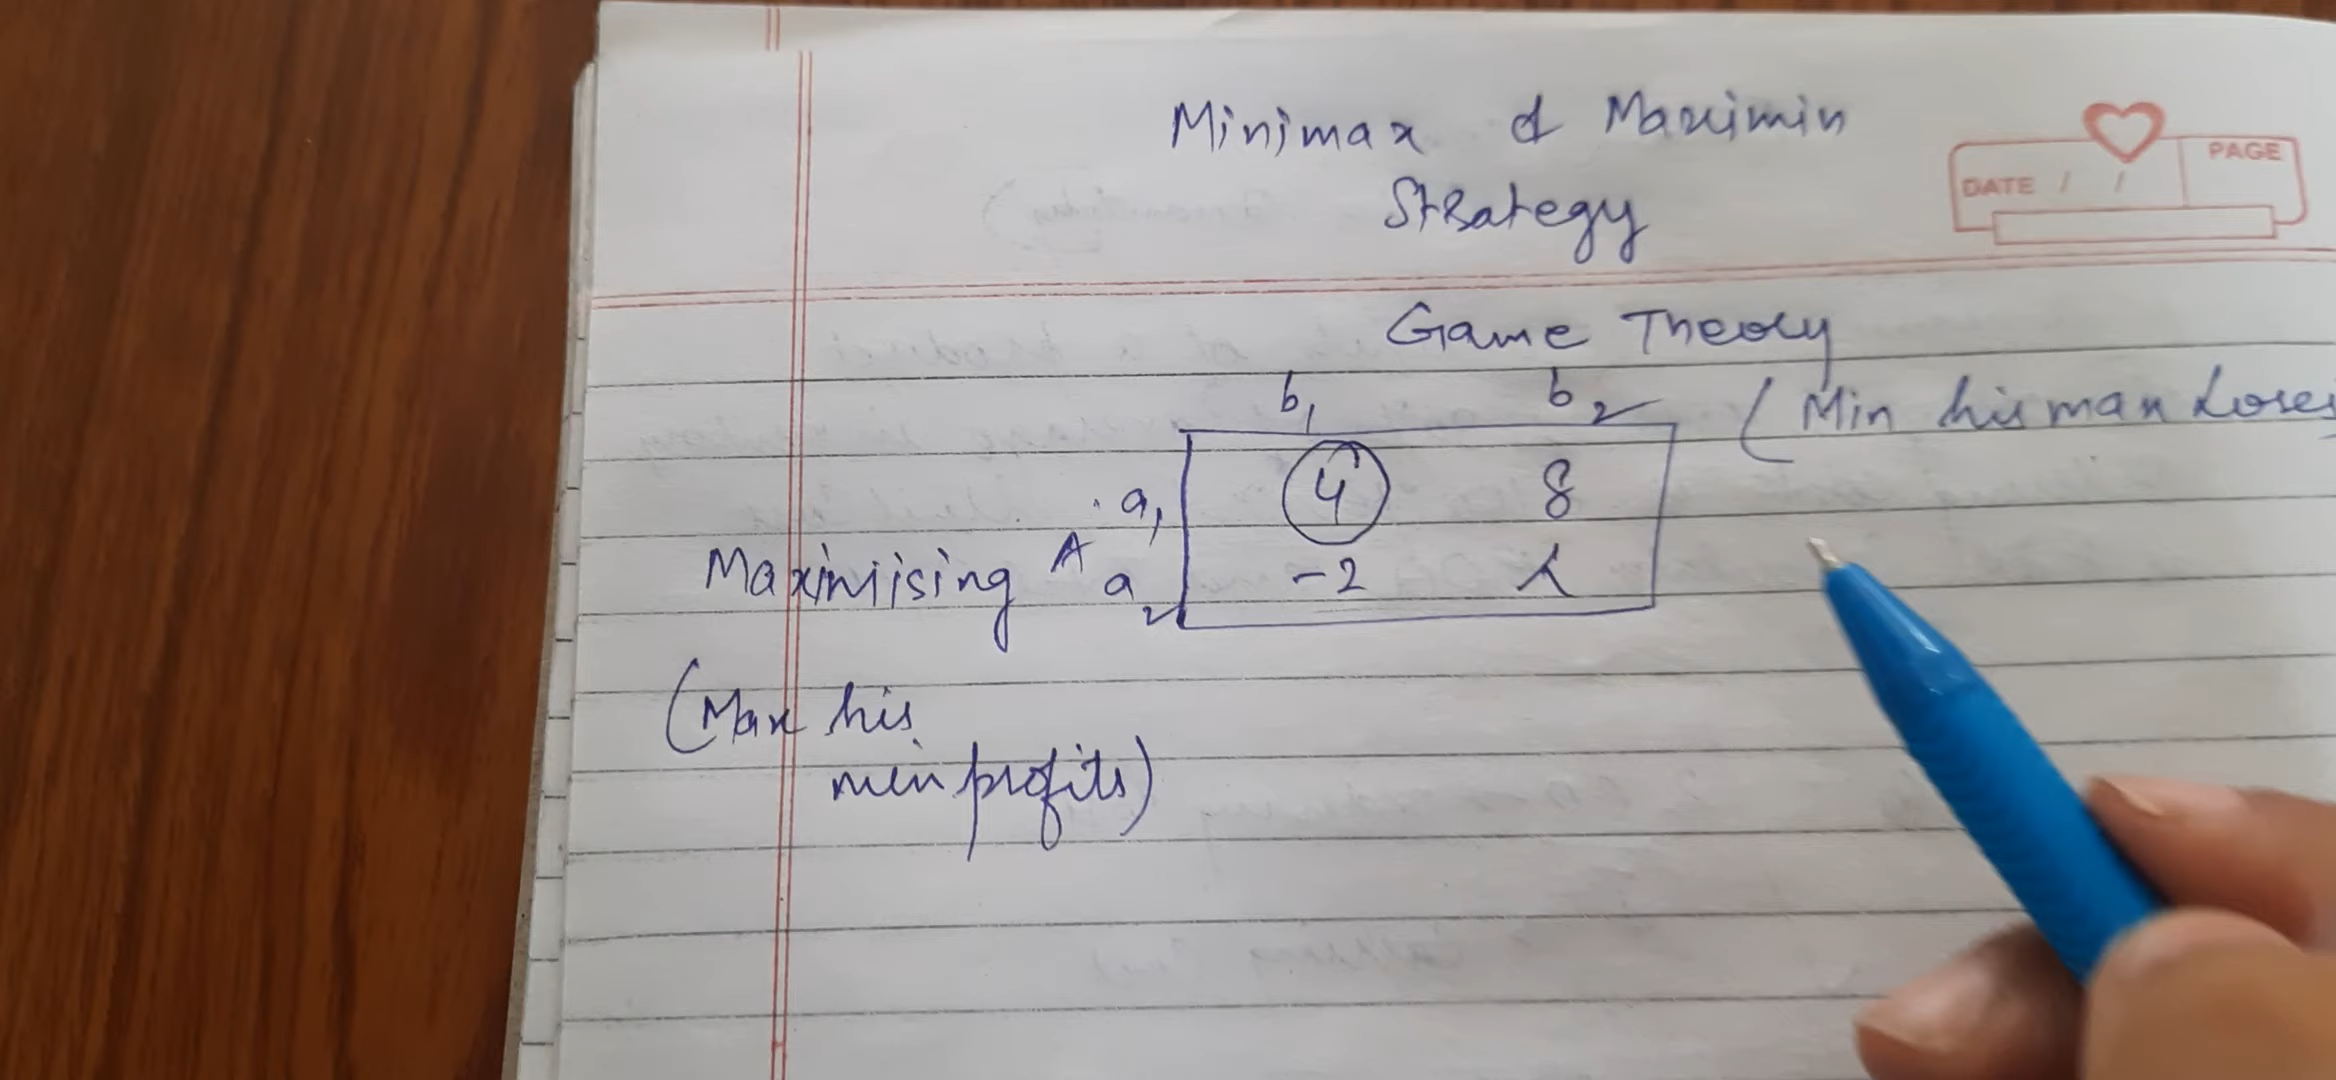 Minimax & Maximin
Strategy
DATE / / PAGE
Game Theory
b1 b2 (Min his max Loses
a1 4 8
Maximising A a2 -2 λ
(Max his
min profits)